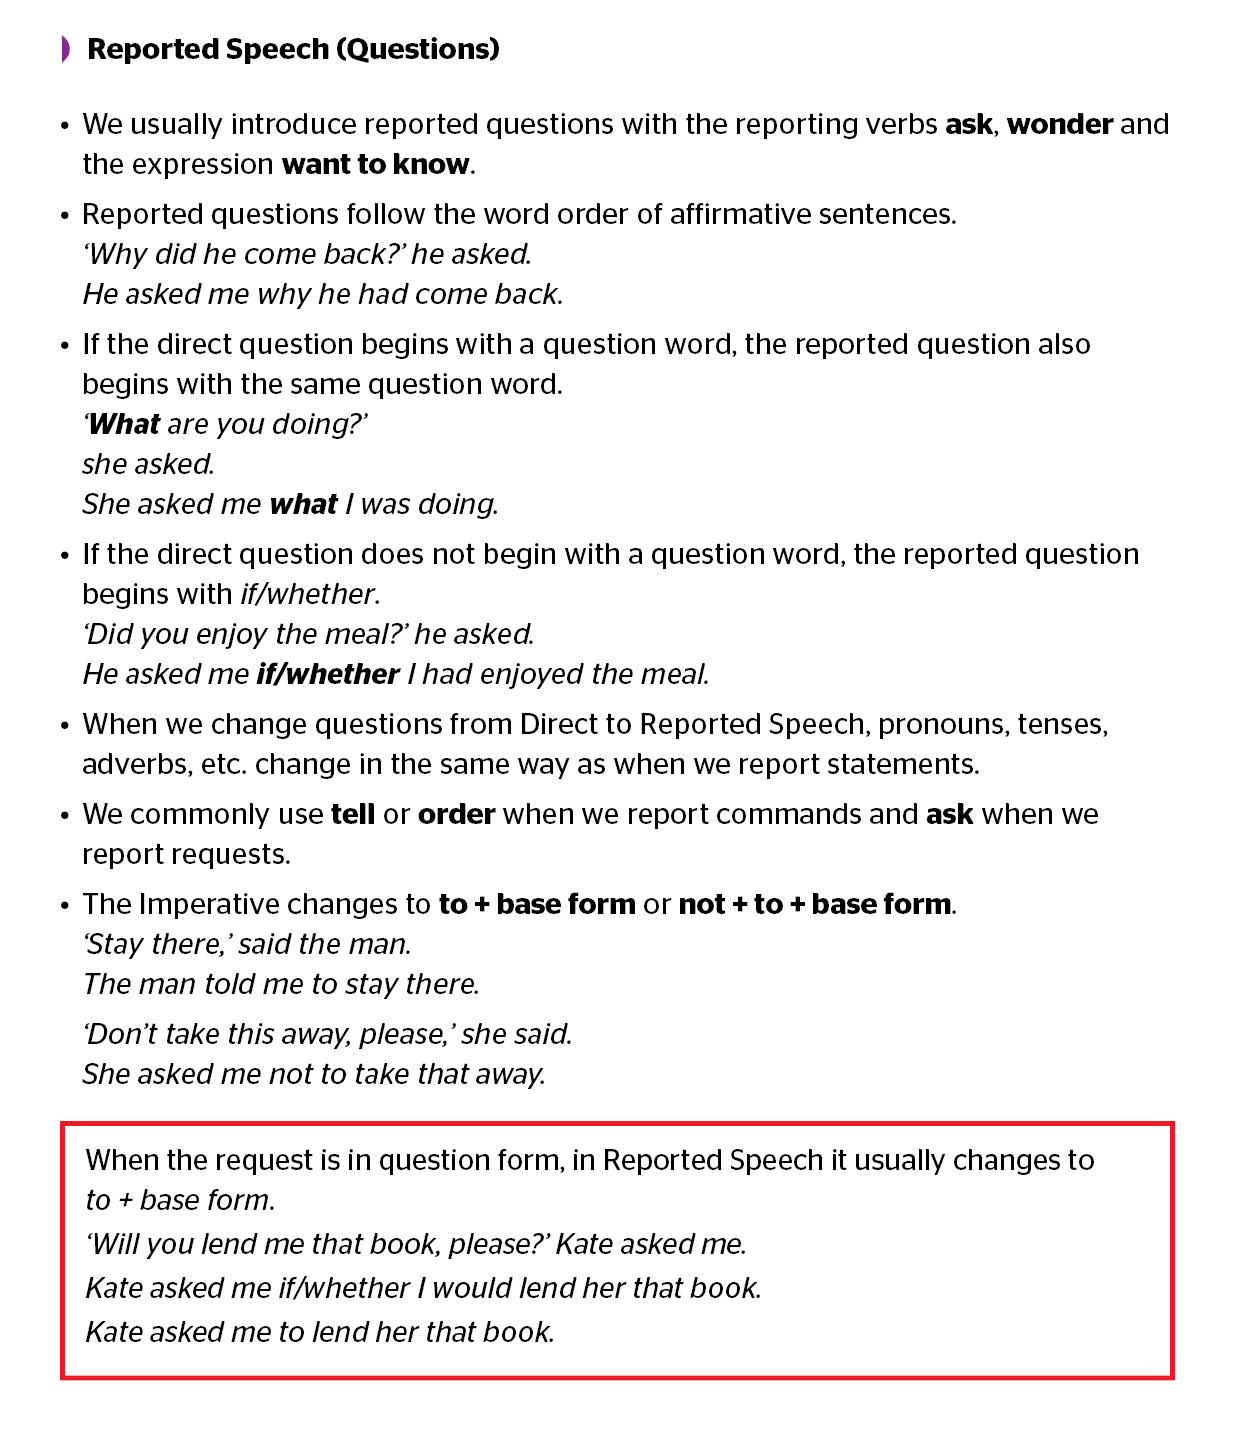 Reported Speech (Questions)
• We usually introduce reported questions with the reporting verbs ask, wonder and
the expression want to know.
• Reported questions follow the word order of affirmative sentences.
‘Why did he come back?’ he asked.
He asked me why he had come back.
• If the direct question begins with a question word, the reported question also
begins with the same question word.
‘What are you doing?’
she asked.
She asked me what I was doing.
• If the direct question does not begin with a question word, the reported question
begins with if/whether.
‘Did you enjoy the meal?’ he asked.
He asked me if/whether I had enjoyed the meal.
• When we change questions from Direct to Reported Speech, pronouns, tenses,
adverbs, etc. change in the same way as when we report statements.
• We commonly use tell or order when we report commands and ask when we
report requests.
• The Imperative changes to to + base form or not + to + base form.
‘Stay there,’ said the man.
The man told me to stay there.
‘Don’t take this away, please,’ she said.
She asked me not to take that away.
When the request is in question form, in Reported Speech it usually changes to
to + base form.
‘Will you lend me that book, please?’ Kate asked me.
Kate asked me if/whether I would lend her that book.
Kate asked me to lend her that book.